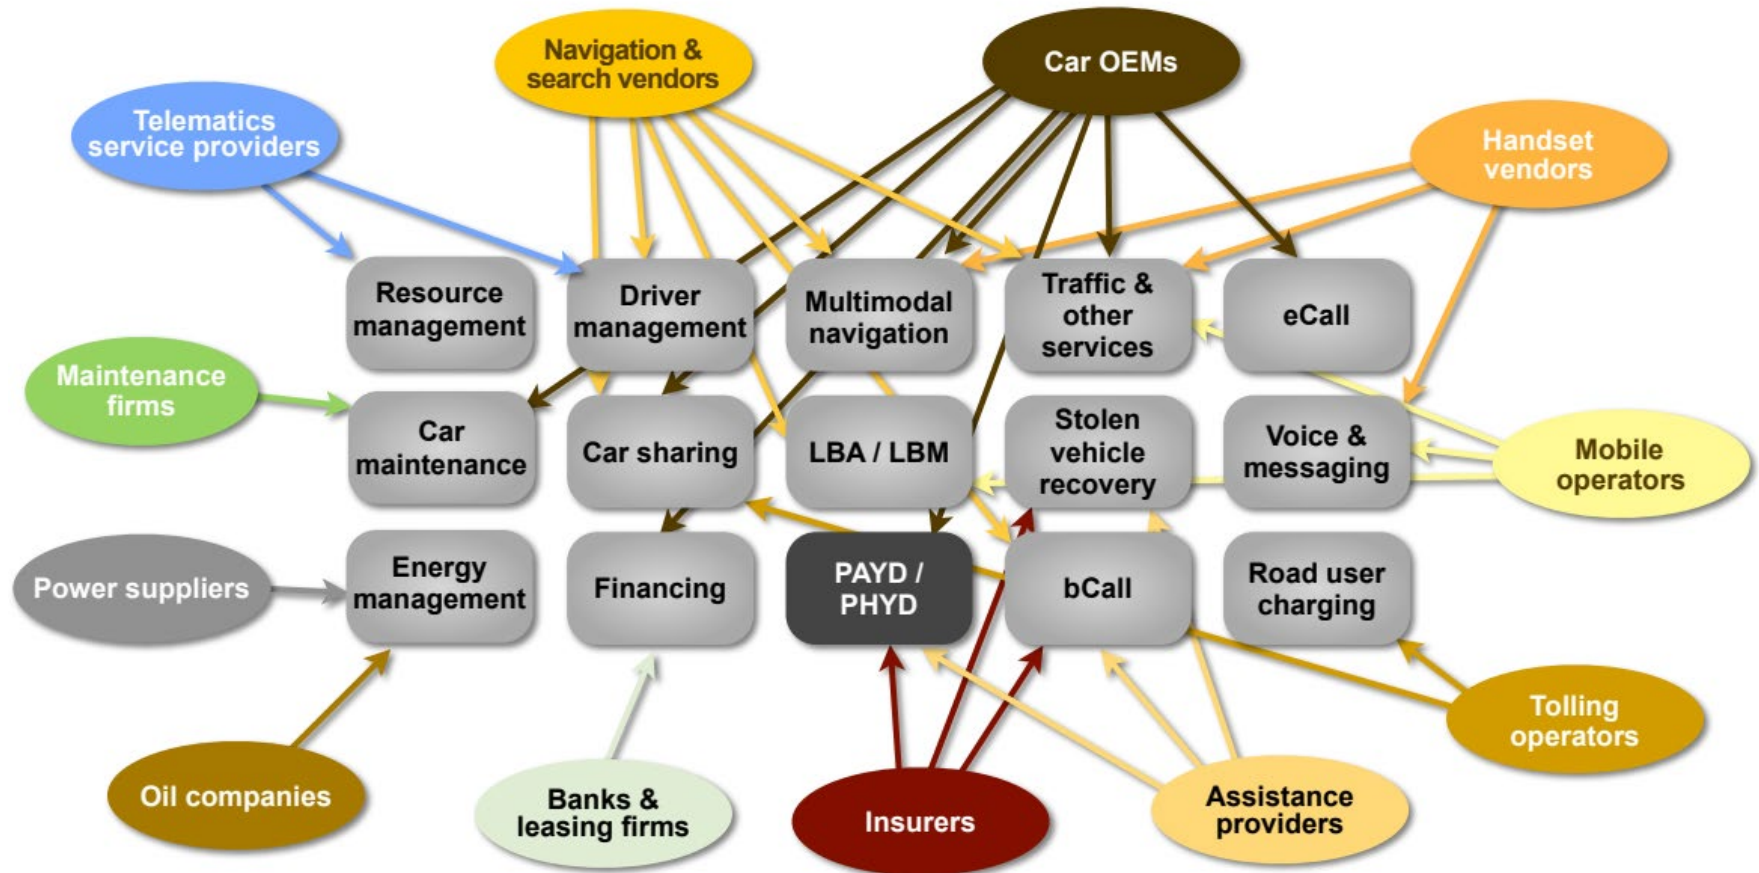 Navigation &
search vendors
Car OEMs
Telematics
service providers
Handset
vendors
Resource
management
Driver
management
Multimodal
navigation
Traffic &
other
services
eCall
Maintenance
firms
Car
maintenance
Car sharing
LBA / LBM
Stolen
vehicle
recovery
Voice &
messaging
Mobile
operators
Power suppliers
Energy
management
Financing
PAYD /
PHYD
bCall
Road user
charging
Tolling
operators
Oil companies
Banks &
leasing firms
Insurers
Assistance
providers